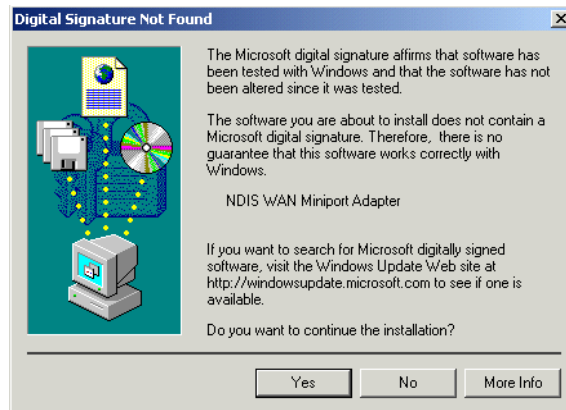 Digital Signature Not Found
The Microsoft digital signature affirms that software has
been tested with Windows and that the software has not
been altered since it was tested.
The software you are about to install does not contain a
Microsoft digital signature. Therefore,  there is no
guarantee that this software works correctly with
Windows.
NDIS WAN Miniport Adapter
If you want to search for Microsoft digitally signed
software, visit the Windows Update Web site at
http://windowsupdate.microsoft.com to see if one is
available.
Do you want to continue the installation?
Yes
No
More Info